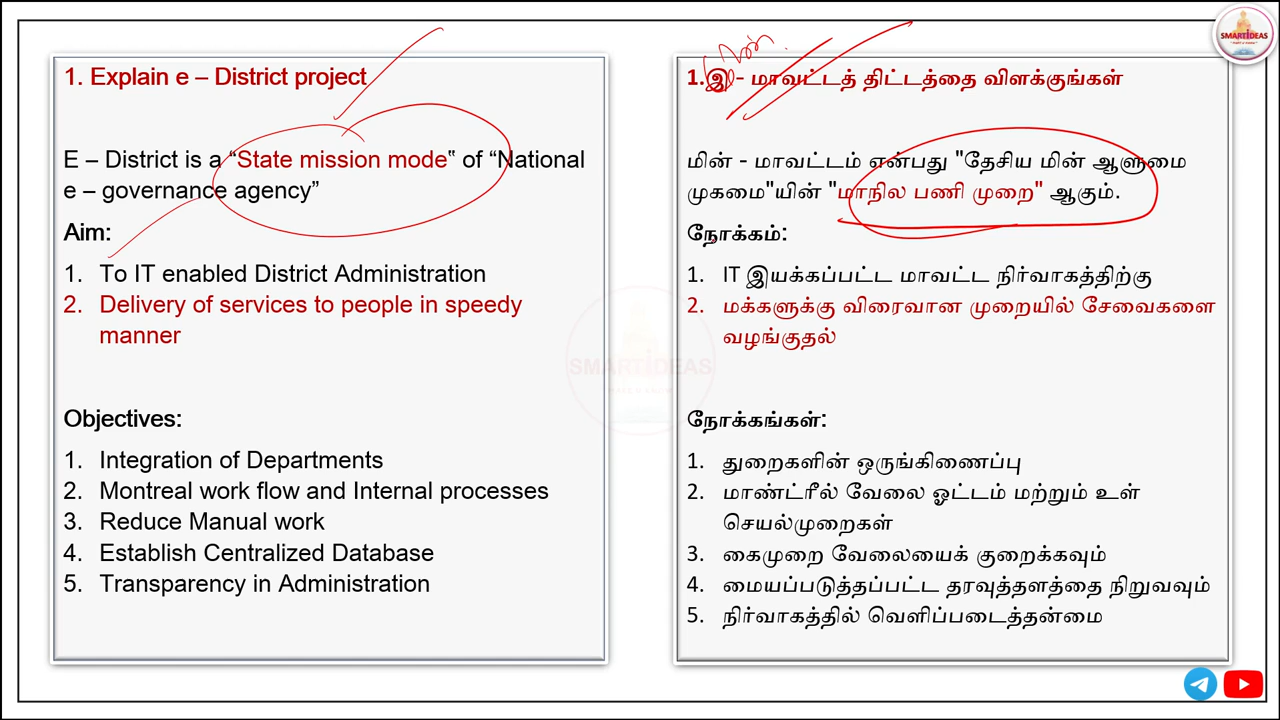 SMARTIDEAS
1. Explain e – District project
E – District is a “State mission mode‟ of “National
e – governance agency”
Aim:
1. To IT enabled District Administration
2. Delivery of services to people in speedy
manner
Objectives:
1. Integration of Departments
2. Montreal work flow and Internal processes
3. Reduce Manual work
4. Establish Centralized Database
5. Transparency in Administration
மின்.
1.இ - மாவட்டத் திட்டத்தை விளக்குங்கள்
மின் - மாவட்டம் என்பது "தேசிய மின் ஆளுமை
முகமை"யின் "மாநில பணி முறை" ஆகும்.
நோக்கம்:
1. IT இயக்கப்பட்ட மாவட்ட நிர்வாகத்திற்கு
2. மக்களுக்கு விரைவான முறையில் சேவைகளை
வழங்குதல்
நோக்கங்கள்:
1. துறைகளின் ஒருங்கிணைப்பு
2. மாண்ட்ரீல் வேலை ஓட்டம் மற்றும் உள்
செயல்முறைகள்
3. கைமுறை வேலையைக் குறைக்கவும்
4. மையப்படுத்தப்பட்ட தரவுத்தளத்தை நிறுவவும்
5. நிர்வாகத்தில் வெளிப்படைத்தன்மை
SMARTIDEAS